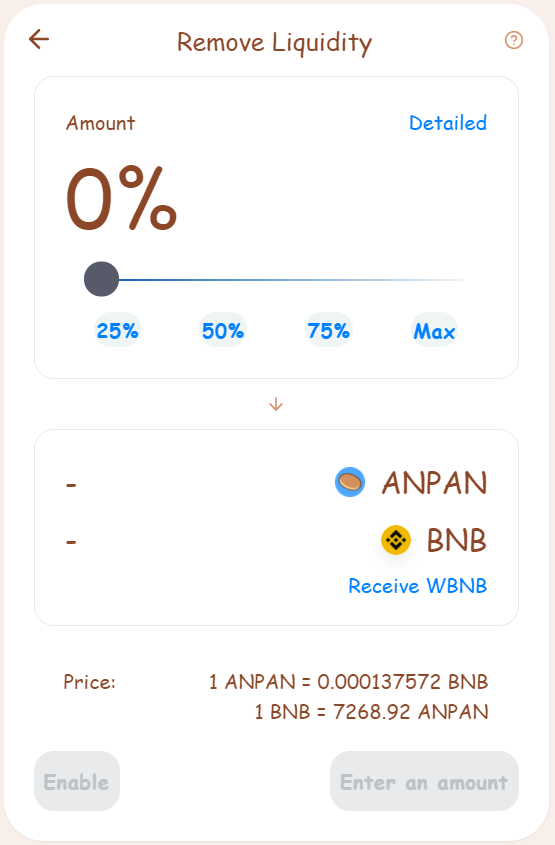 Remove Liquidity
Amount Detailed
0%
25% 50% 75% Max
- ANPAN
- BNB
Receive WBNB
Price: 1 ANPAN = 0.000137572 BNB
1 BNB = 7268.92 ANPAN
Enable Enter an amount